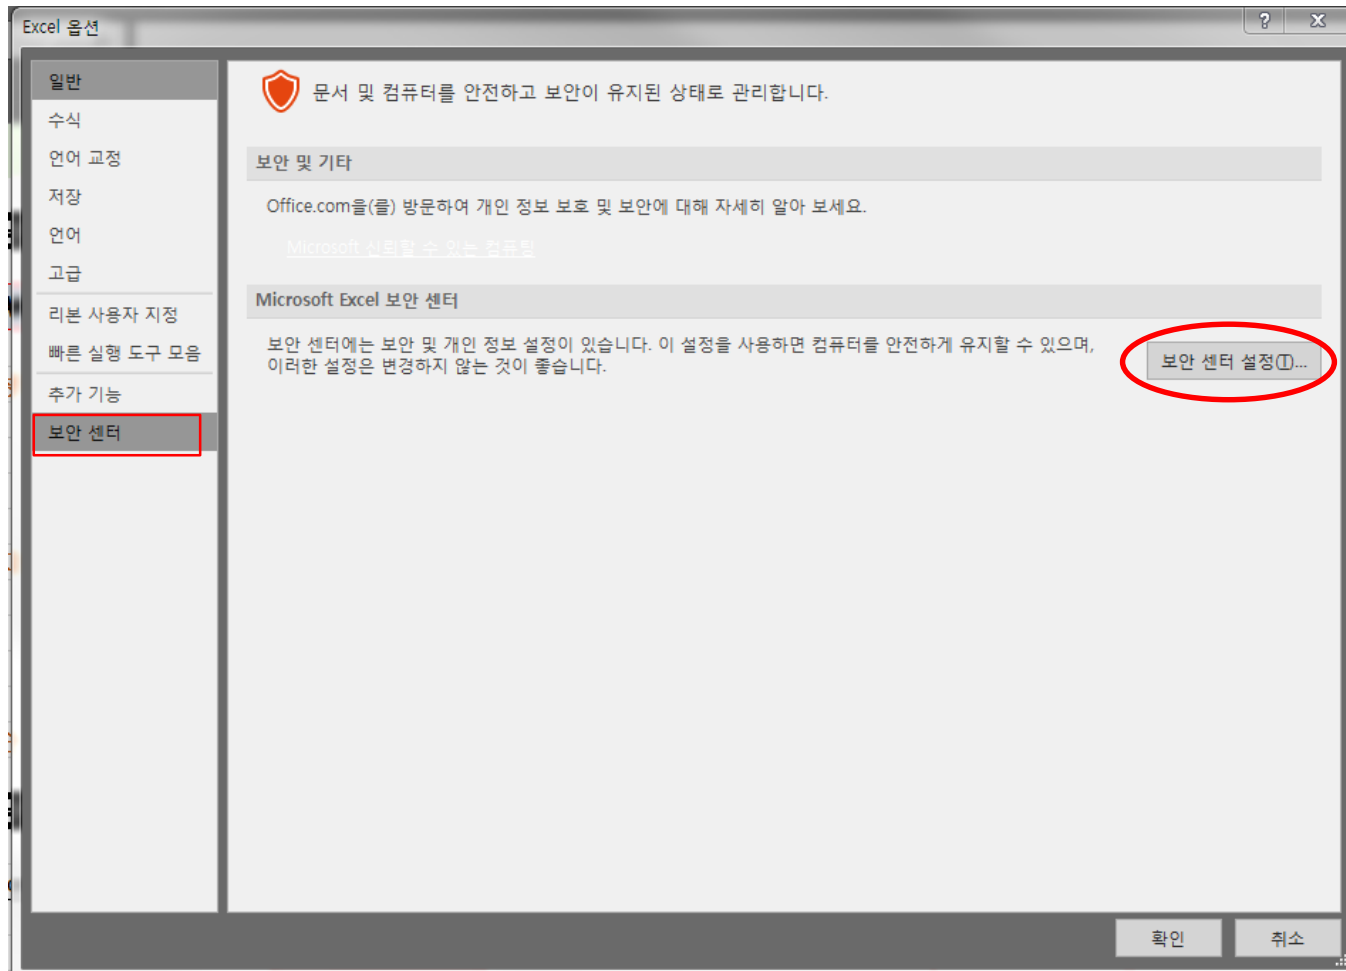 Excel 옵션
일반
수식
언어 교정
저장
언어
고급
리본 사용자 지정
빠른 실행 도구 모음
추가 기능
보안 센터
문서 및 컴퓨터를 안전하고 보안이 유지된 상태로 관리합니다.
보안 및 기타
Office.com을(를) 방문하여 개인 정보 보호 및 보안에 대해 자세히 알아 보세요.
Microsoft 신뢰할 수 있는 컴퓨팅
Microsoft Excel 보안 센터
보안 센터에는 보안 및 개인 정보 설정이 있습니다. 이 설정을 사용하면 컴퓨터를 안전하게 유지할 수 있으며,
이러한 설정은 변경하지 않는 것이 좋습니다.
보안 센터 설정(T)...
확인
취소